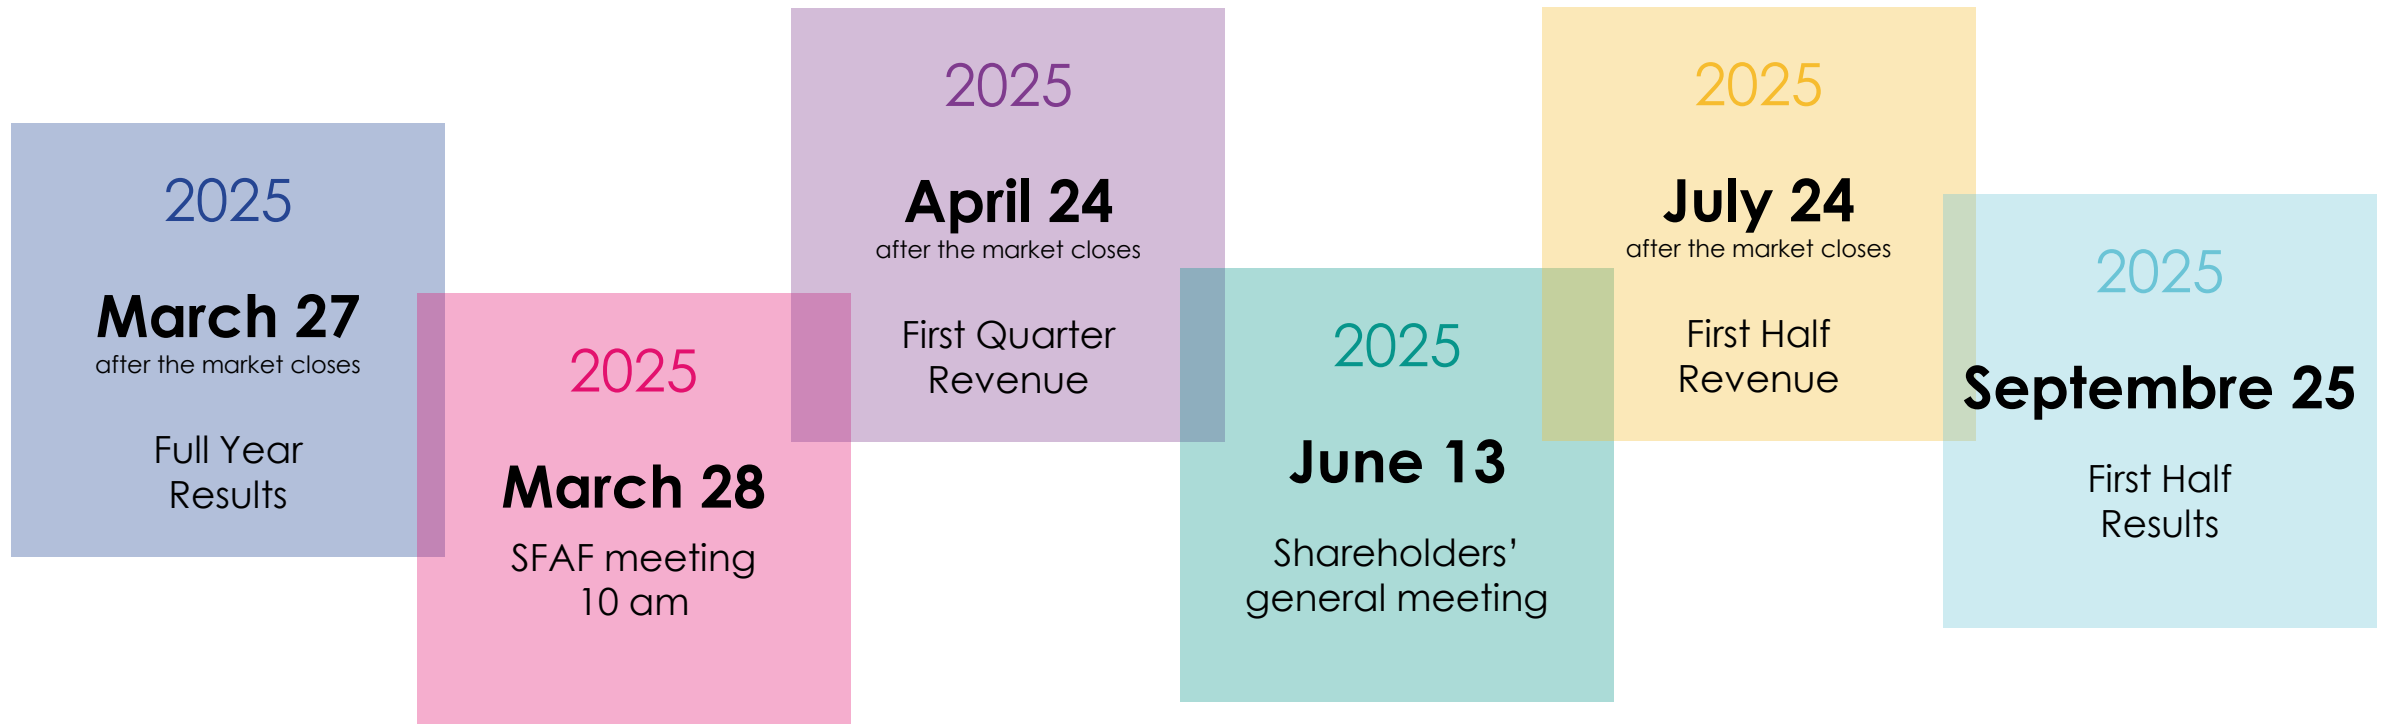 2025
March 27
after the market closes
Full Year
Results
2025
March 28
SFAF meeting
10 am
2025
April 24
after the market closes
First Quarter
Revenue
2025
June 13
Shareholders’
general meeting
2025
July 24
after the market closes
First Half
Revenue
2025
Septembre 25
First Half
Results